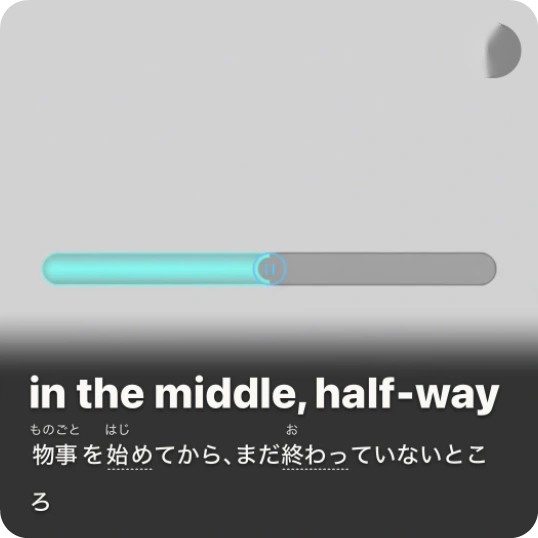 in the middle, half-way
ものごと はじ お
物事を始めてから、まだ終わっていないとこ
ろ